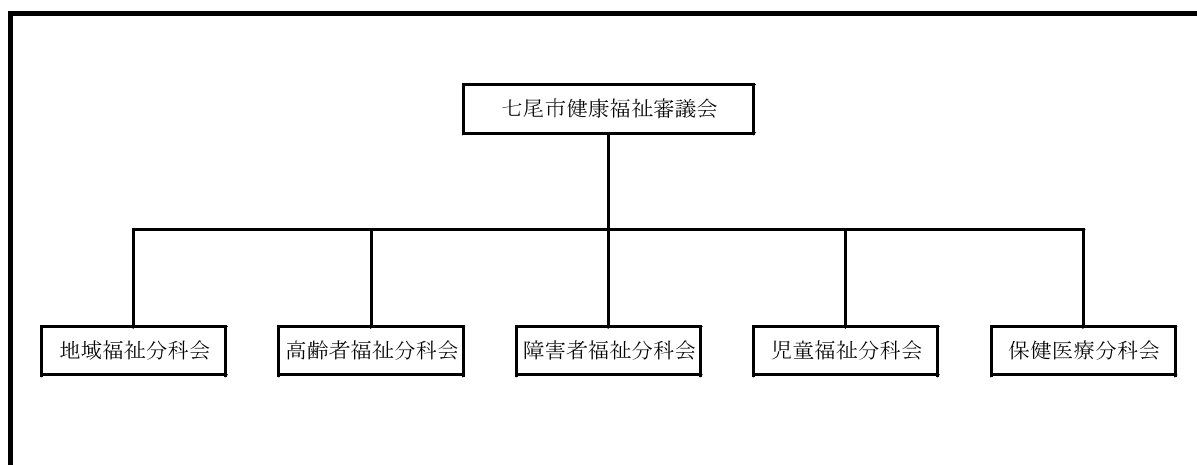 七尾市健康福祉審議会
地域福祉分科会
高齢者福祉分科会
障害者福祉分科会
児童福祉分科会
保健医療分科会